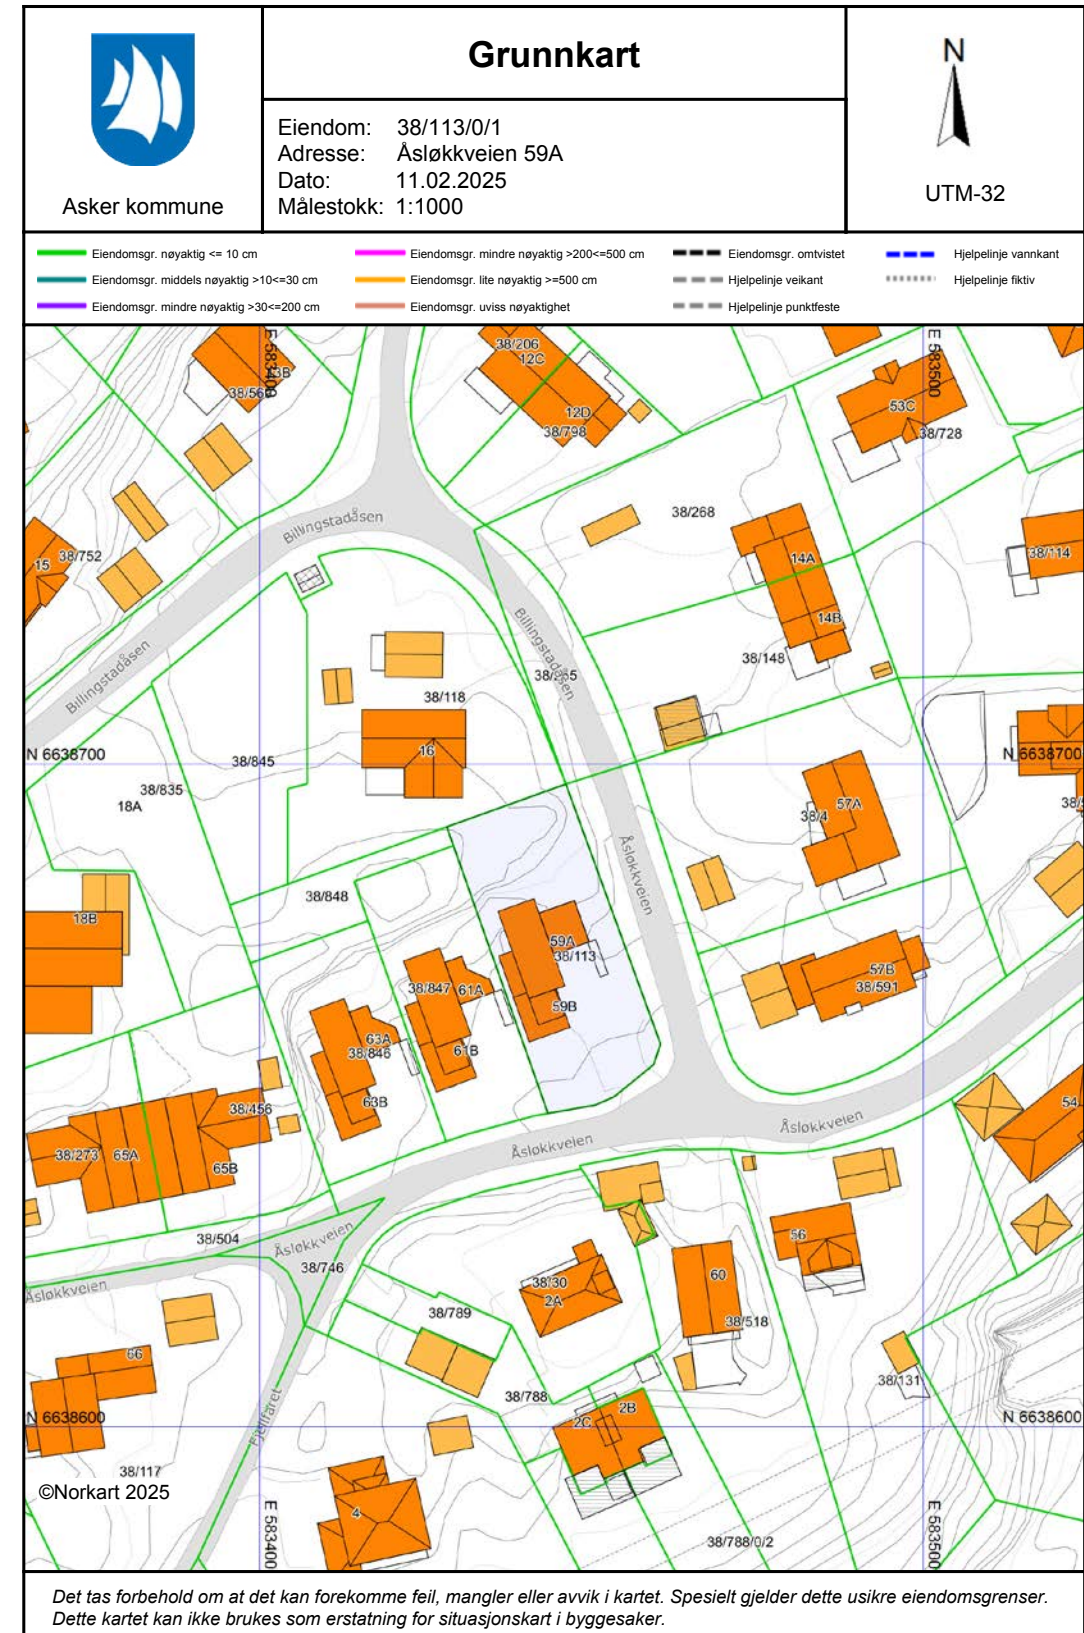 Grunnkart
N
Eiendom: 38/113/0/1
Adresse: Åsløkkveien 59A
Dato: 11.02.2025
Målestokk: 1:1000
Asker kommune
UTM-32
Eiendomsgr. nøyaktig <= 10 cm
Eiendomsgr. mindre nøyaktig >200<=500 cm
Eiendomsgr. omtvistet
Hjelpelinje vannkant
Eiendomsgr. middels nøyaktig >10<=30 cm
Eiendomsgr. lite nøyaktig >=500 cm
Hjelpelinje veikant
Hjelpelinje fiktiv
Eiendomsgr. mindre nøyaktig >30<=200 cm
Eiendomsgr. uviss nøyaktighet
Hjelpelinje punktfeste
E 583400
E 583500
38/206
12C
12D
38/798
53C
38/728
38/268
Billingstadåsen
15
38/752
14A
38/114
14B
Billingstadåsen
Billingstadåsen
38/148
38/118
N 6638700
16
38/845
N 6638700
38/835
18A
57A
38/4
Åsløkkveien
38/848
18B
59A
38/113
57B
38/591
38/847
61A
59B
63A
38/846
61B
63B
54
38/456
Åsløkkveien
Åsløkkveien
38/273
65A
65B
38/504
Åsløkkveien
38/746
56
60
38/30
2A
Åsløkkveien
38/789
38/518
66
38/131
38/788
2B
2C
N 6638600
N 6638600
Fjellfaret
38/117
©Norkart 2025
4
E 583400
E 583500
38/788/0/2
Det tas forbehold om at det kan forekomme feil, mangler eller avvik i kartet. Spesielt gjelder dette usikre eiendomsgrenser.
Dette kartet kan ikke brukes som erstatning for situasjonskart i byggesaker.